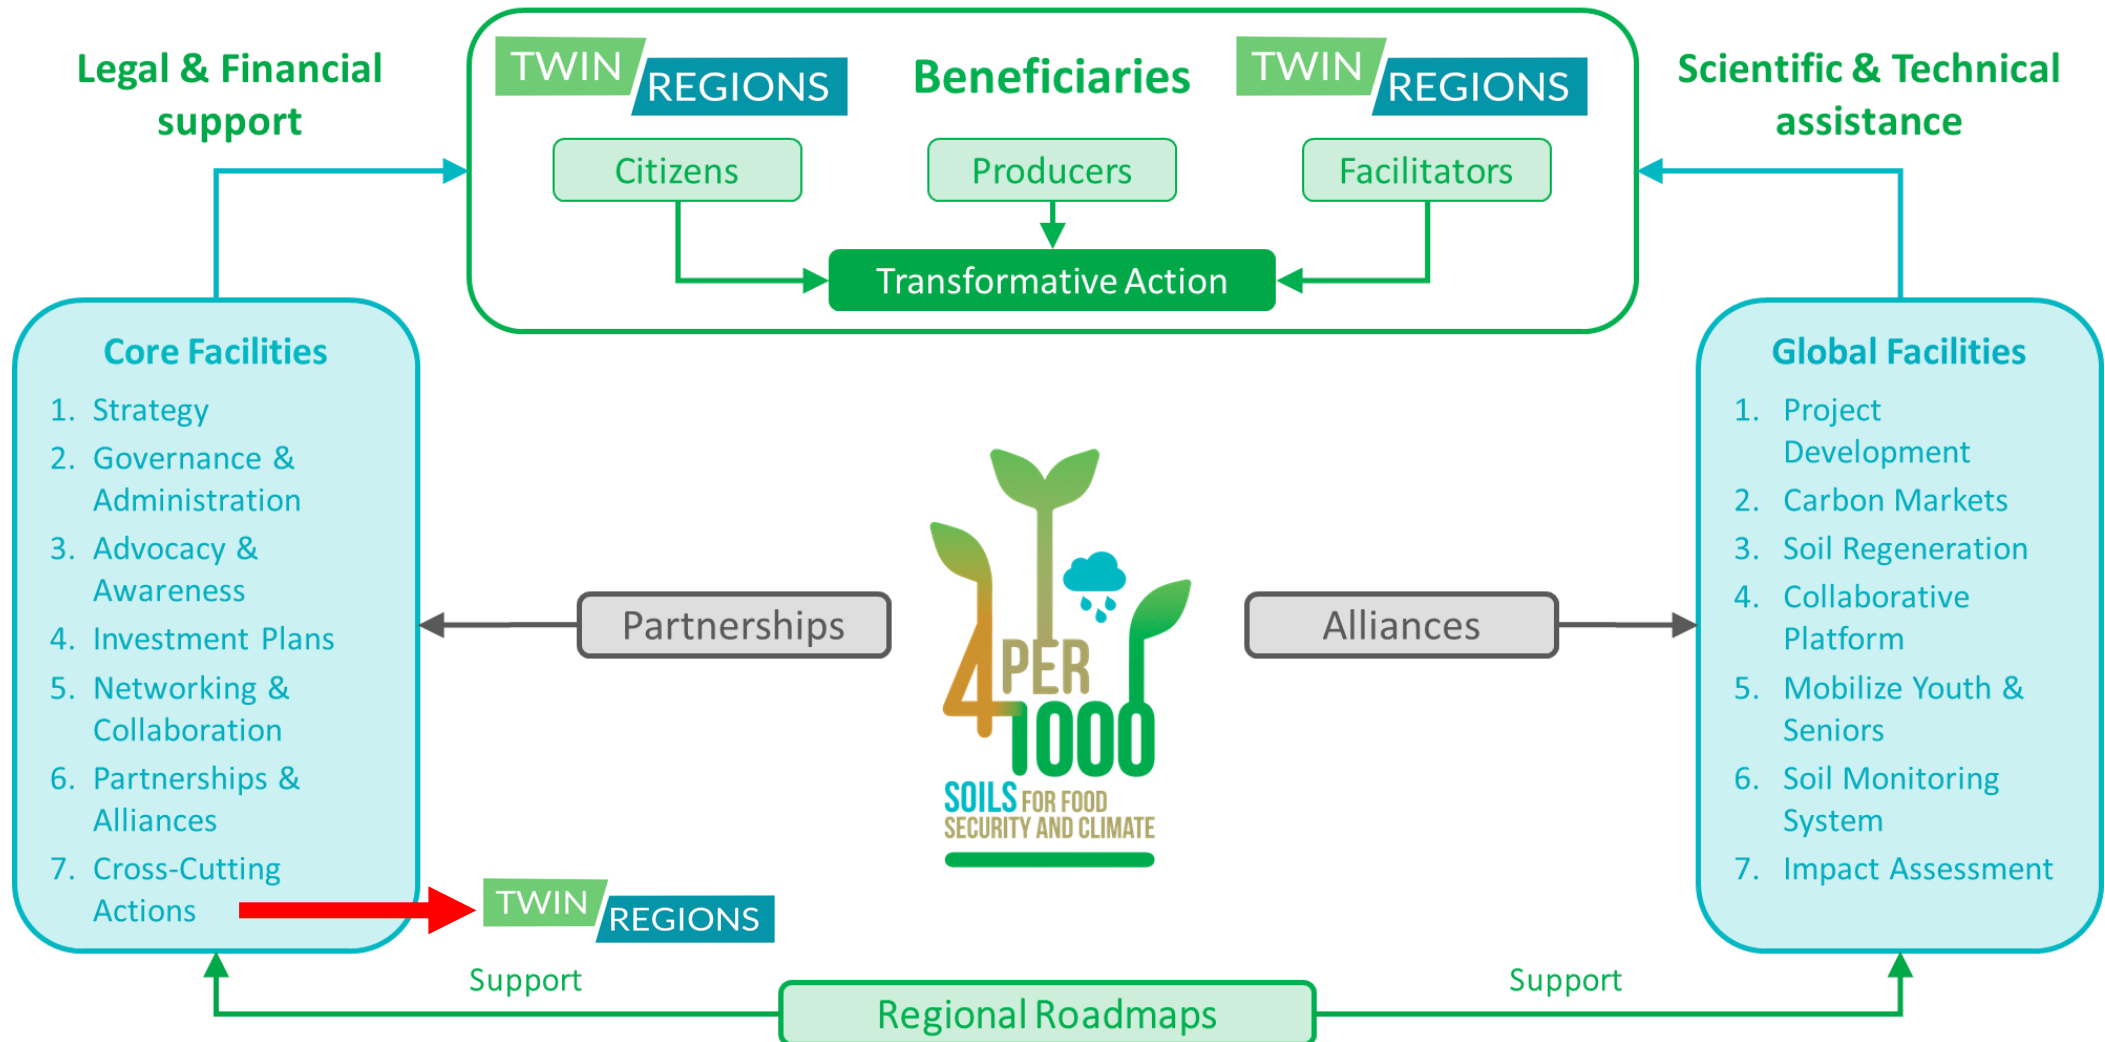 Legal & Financial
support
TWIN
REGIONS
Beneficiaries
TWIN
REGIONS
Scientific & Technical
assistance
Citizens
Producers
Facilitators
Transformative Action
Core Facilities
1. Strategy
2. Governance &
Administration
3. Advocacy &
Awareness
4. Investment Plans
5. Networking &
Collaboration
6. Partnerships &
Alliances
7. Cross-Cutting
Actions
TWIN
REGIONS
Partnerships
4 PER
1000
SOILS FOR FOOD
SECURITY AND CLIMATE
Alliances
Global Facilities
1. Project
Development
2. Carbon Markets
3. Soil Regeneration
4. Collaborative
Platform
5. Mobilize Youth &
Seniors
6. Soil Monitoring
System
7. Impact Assessment
Support
Regional Roadmaps
Support